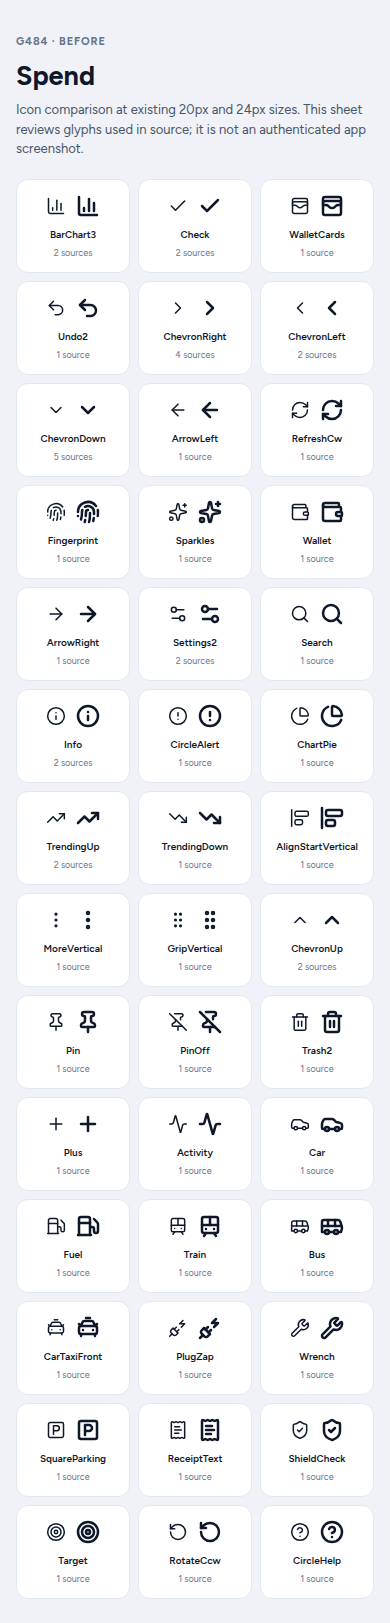 G484 · BEFORE
Spend
Icon comparison at existing 20px and 24px sizes. This sheet
reviews glyphs used in source; it is not an authenticated app
screenshot.
BarChart3 Check WalletCards
2 sources 2 sources 1 source
Undo2 ChevronRight ChevronLeft
1 source 4 sources 2 sources
ChevronDown ArrowLeft RefreshCw
5 sources 1 source 1 source
Fingerprint Sparkles Wallet
1 source 1 source 1 source
ArrowRight Settings2 Search
1 source 2 sources 1 source
Info CircleAlert ChartPie
2 sources 1 source 1 source
TrendingUp TrendingDown AlignStartVertical
2 sources 1 source 1 source
MoreVertical GripVertical ChevronUp
1 source 1 source 2 sources
Pin PinOff Trash2
1 source 1 source 1 source
Plus Activity Car
1 source 1 source 1 source
Fuel Train Bus
1 source 1 source 1 source
CarTaxiFront PlugZap Wrench
1 source 1 source 1 source
SquareParking ReceiptText ShieldCheck
1 source 1 source 1 source
Target RotateCcw CircleHelp
1 source 1 source 1 source